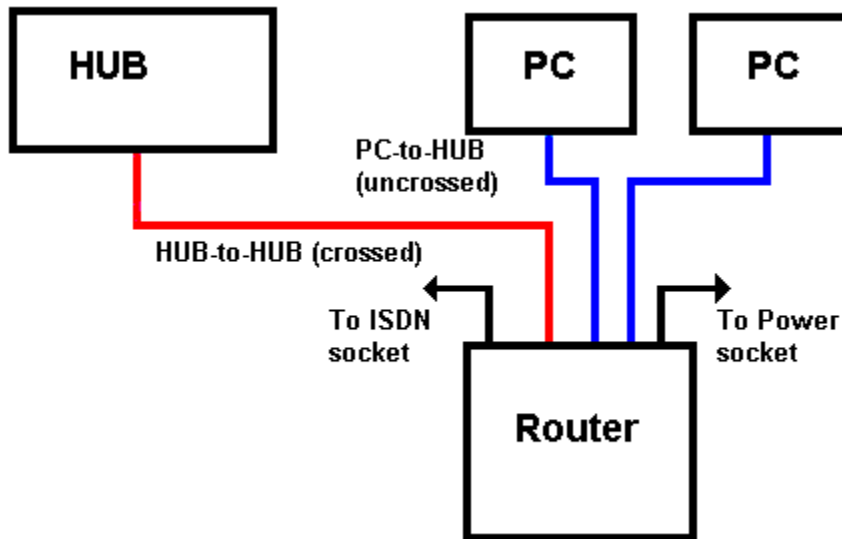 HUB
PC
PC
PC-to-HUB
(uncrossed)
HUB-to-HUB (crossed)
To ISDN
socket
To Power
socket
Router